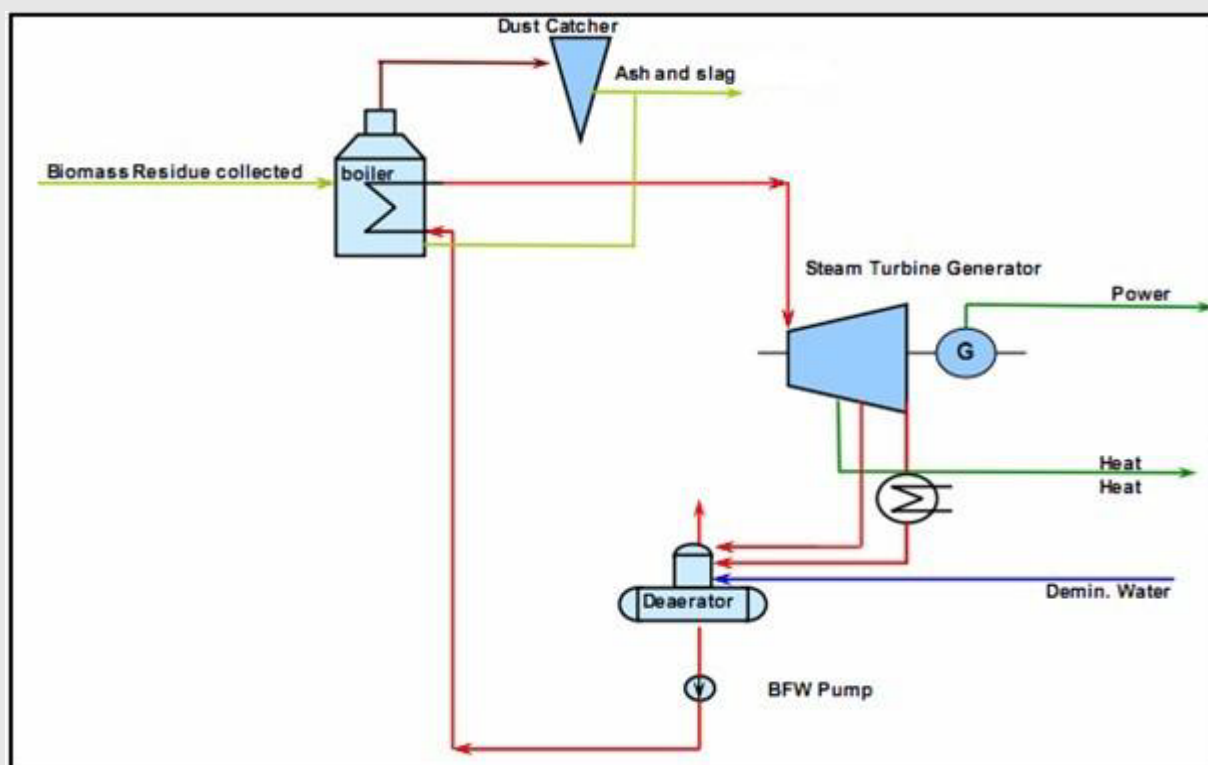 Dust Catcher
Ash and slag
Biomass Residue collected
boiler
Steam Turbine Generator
Power
G
Heat
Heat
Deaerator
Demin. Water
BFW Pump